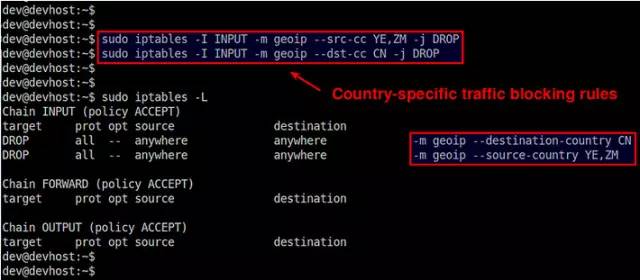 dev@devhost:~$
dev@devhost:~$
dev@devhost:~$ sudo iptables -I INPUT -m geoip --src-cc YE,ZM -j DROP
dev@devhost:~$ sudo iptables -I INPUT -m geoip --dst-cc CN -j DROP
dev@devhost:~$
dev@devhost:~$
Country-specific traffic blocking rules
dev@devhost:~$ sudo iptables -L
Chain INPUT (policy ACCEPT)
target prot opt source destination
DROP all -- anywhere anywhere -m geoip --destination-country CN
DROP all -- anywhere anywhere -m geoip --source-country YE,ZM
Chain FORWARD (policy ACCEPT)
target prot opt source destination
Chain OUTPUT (policy ACCEPT)
target prot opt source destination
dev@devhost:~$
dev@devhost:~$